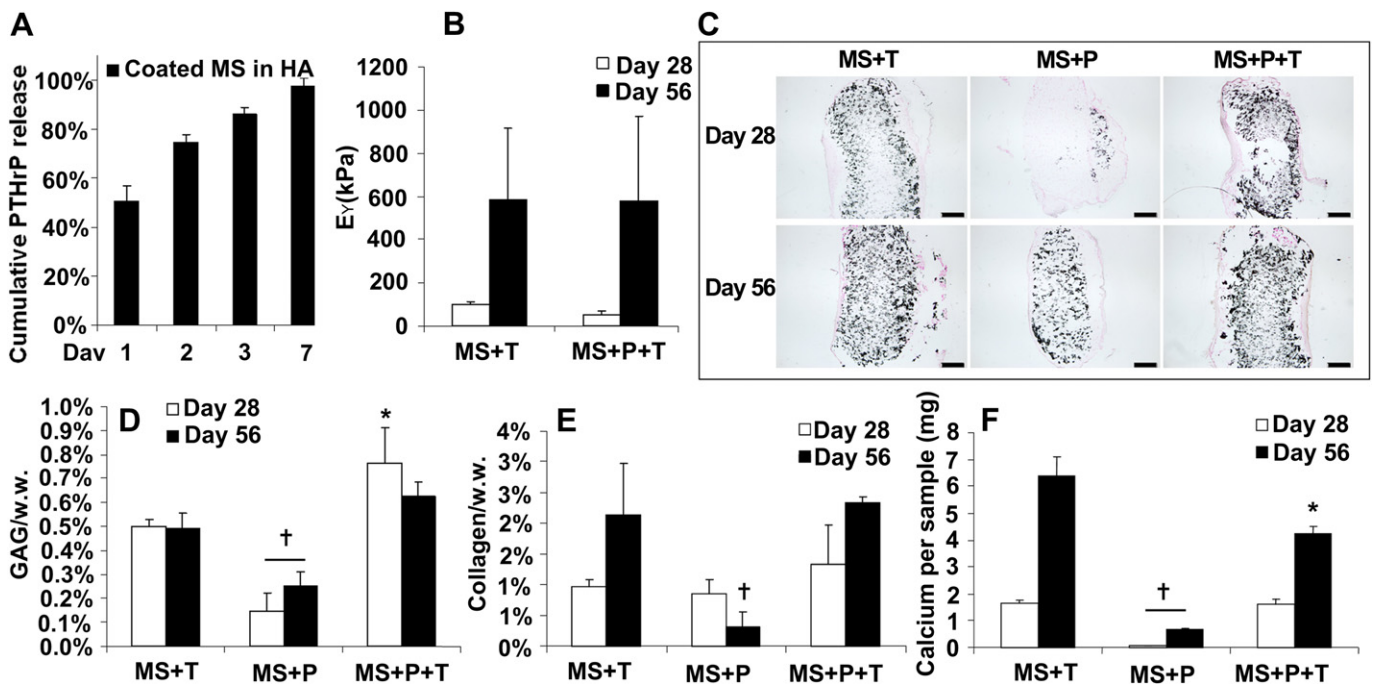 A
Coated MS in HA
Cumulative PTHrP release
100%
80%
60%
40%
20%
0%
Dav 1 2 3 7
B
Day 28
Day 56
EY(kPa)
1200
1000
800
600
400
200
0
MS+T MS+P+T
C
MS+T MS+P MS+P+T
Day 28
Day 56
D
Day 28
Day 56
GAG/w.w.
1.0%
0.9%
0.8%
0.7%
0.6%
0.5%
0.4%
0.3%
0.2%
0.1%
0.0%
*
†
MS+T MS+P MS+P+T
E
Day 28
Day 56
Collagen/w.w.
4%
3%
3%
2%
2%
1%
1%
0%
†
MS+T MS+P MS+P+T
F
Day 28
Day 56
Calcium per sample (mg)
8
7
6
5
4
3
2
1
0
*
†
MS+T MS+P MS+P+T